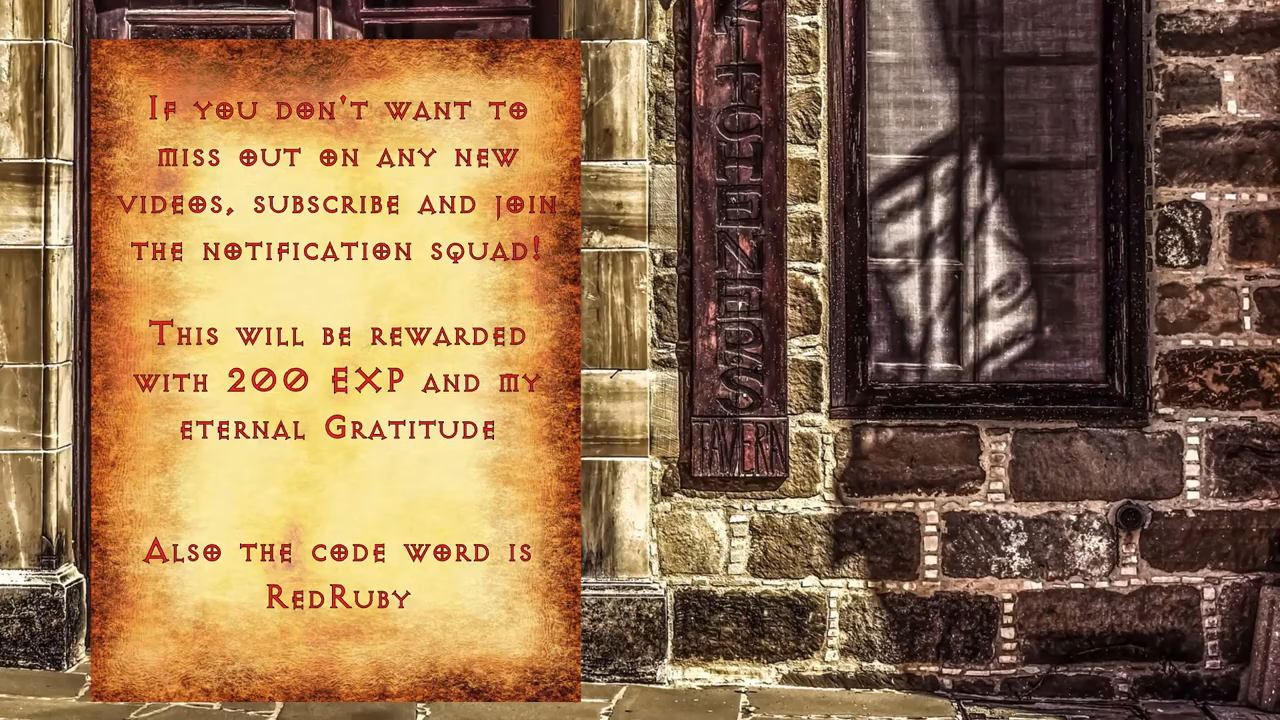 If you don't want to
miss out on any new
videos, subscribe and join
the notification squad!
This will be rewarded
with 200 EXP and my
eternal Gratitude
Also the code word is
RedRuby
TAVERN